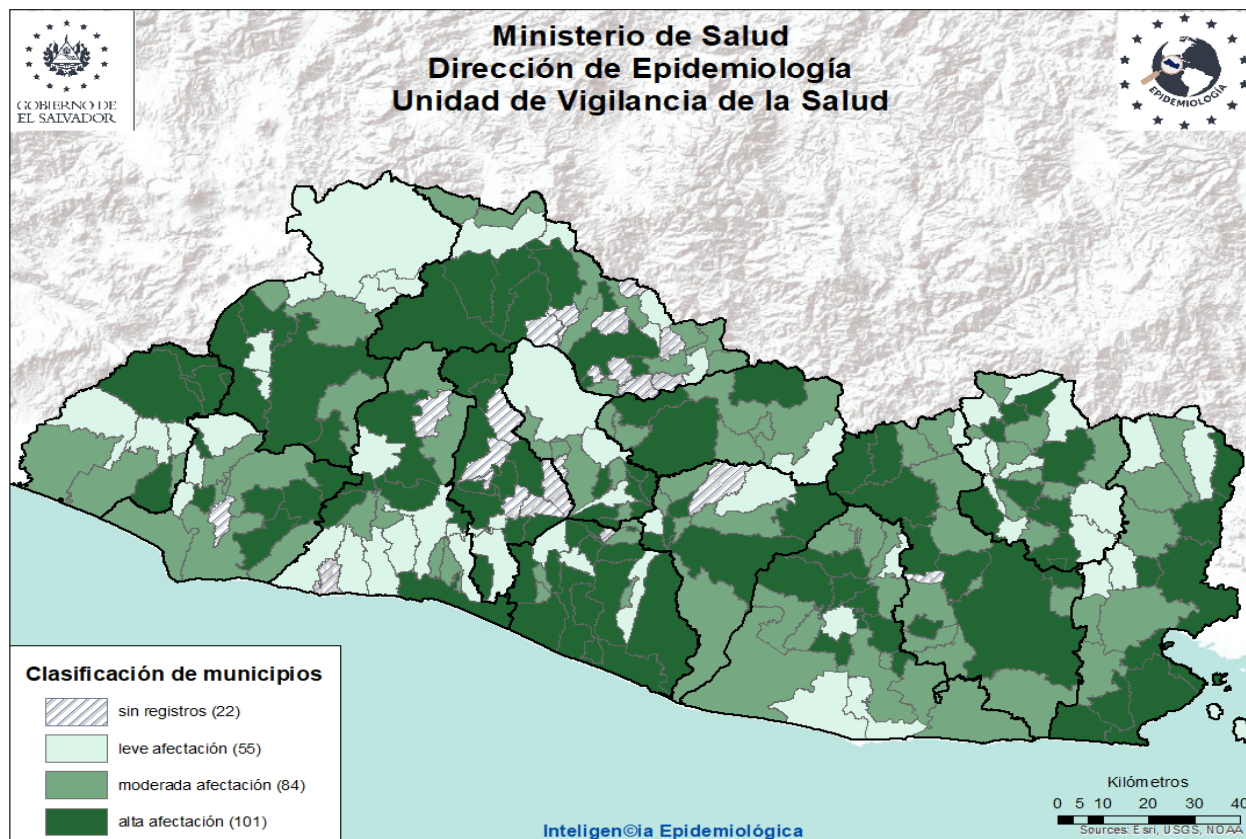 Ministerio de Salud
Dirección de Epidemiología
Unidad de Vigilancia de la Salud
GOBIERNO DE
EL SALVADOR
EPIDEMIOLOGÍA
Clasificación de municipios
sin registros (22)
leve afectación (55)
moderada afectación (84)
alta afectación (101)
Inteligen©ia Epidemiológica
Kilómetros
0 5 10 20 30 40
Sources: Esri, USGS, NOAA